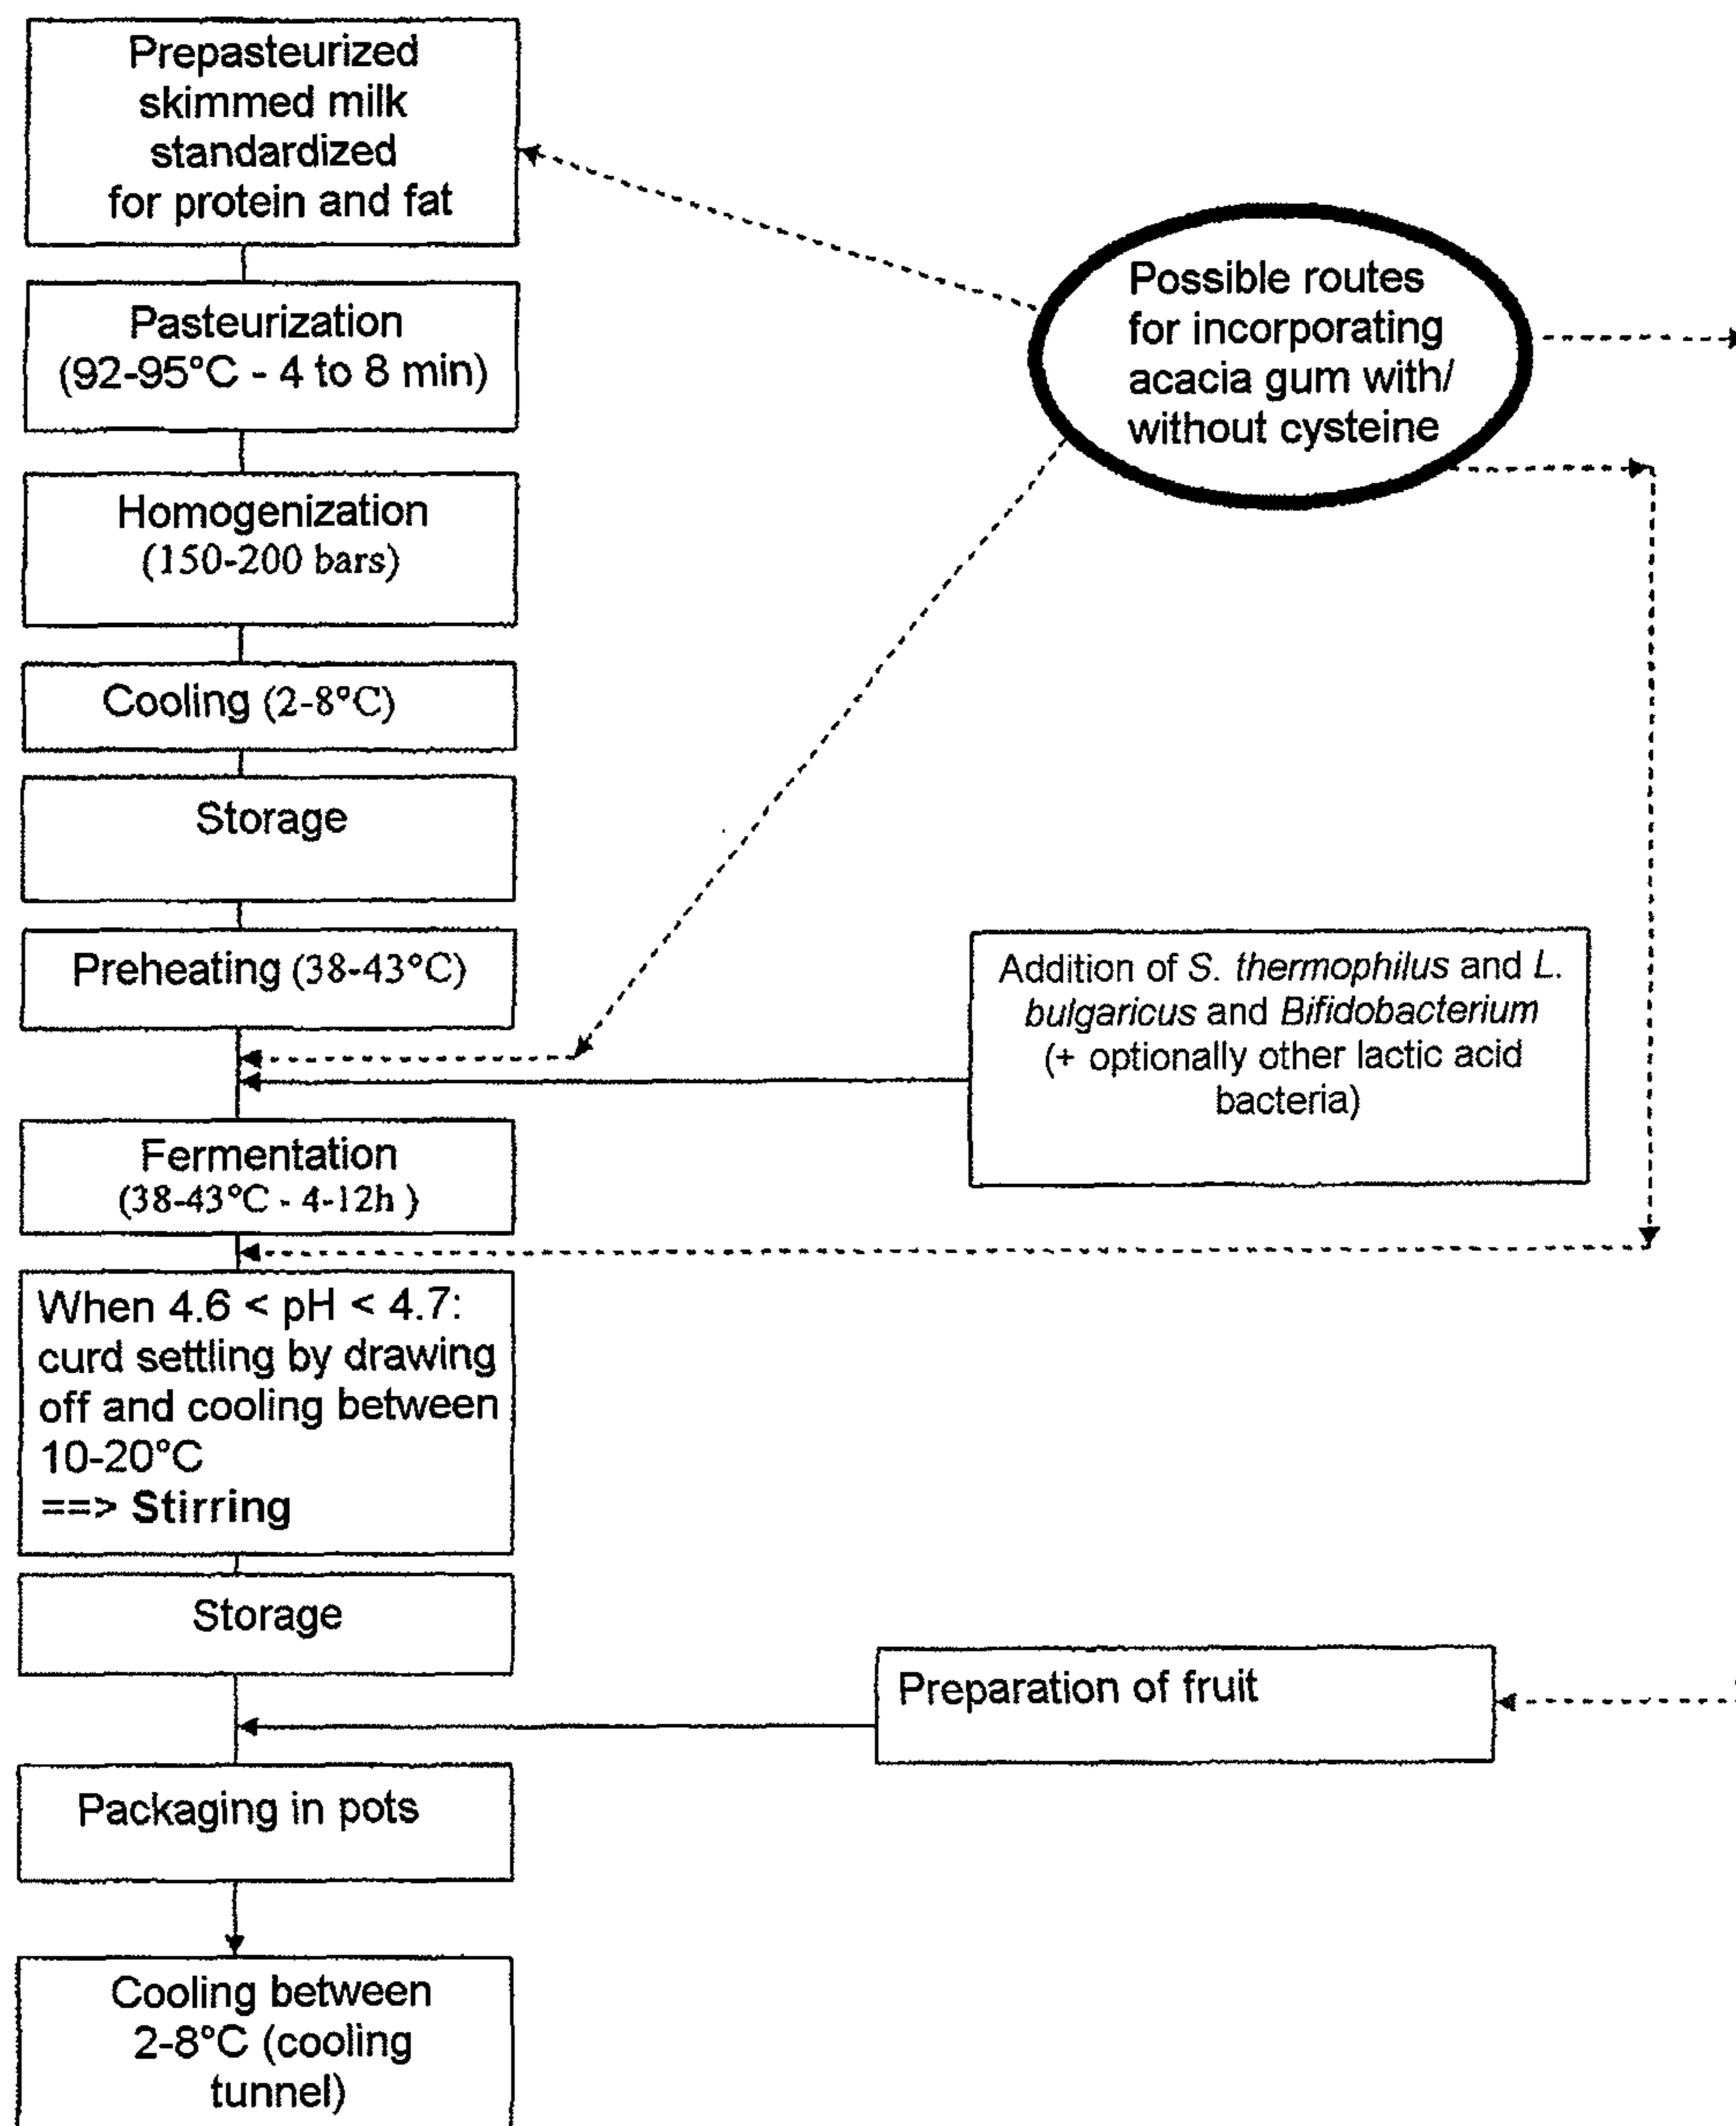 Prepasteurized
skimmed milk
standardized
for protein and fat
Pasteurization
(92-95°C - 4 to 8 min)
Homogenization
(150-200 bars)
Cooling (2-8°C)
Storage
Preheating (38-43°C)
Possible routes
for incorporating
acacia gum with/
without cysteine
Addition of S. thermophilus and L.
bulgaricus and Bifidobacterium
(+ optionally other lactic acid
bacteria)
Fermentation
(38-43°C - 4-12h )
When 4.6 < pH < 4.7:
curd settling by drawing
off and cooling between
10-20°C
==> Stirring
Storage
Preparation of fruit
Packaging in pots
Cooling between
2-8°C (cooling
tunnel)